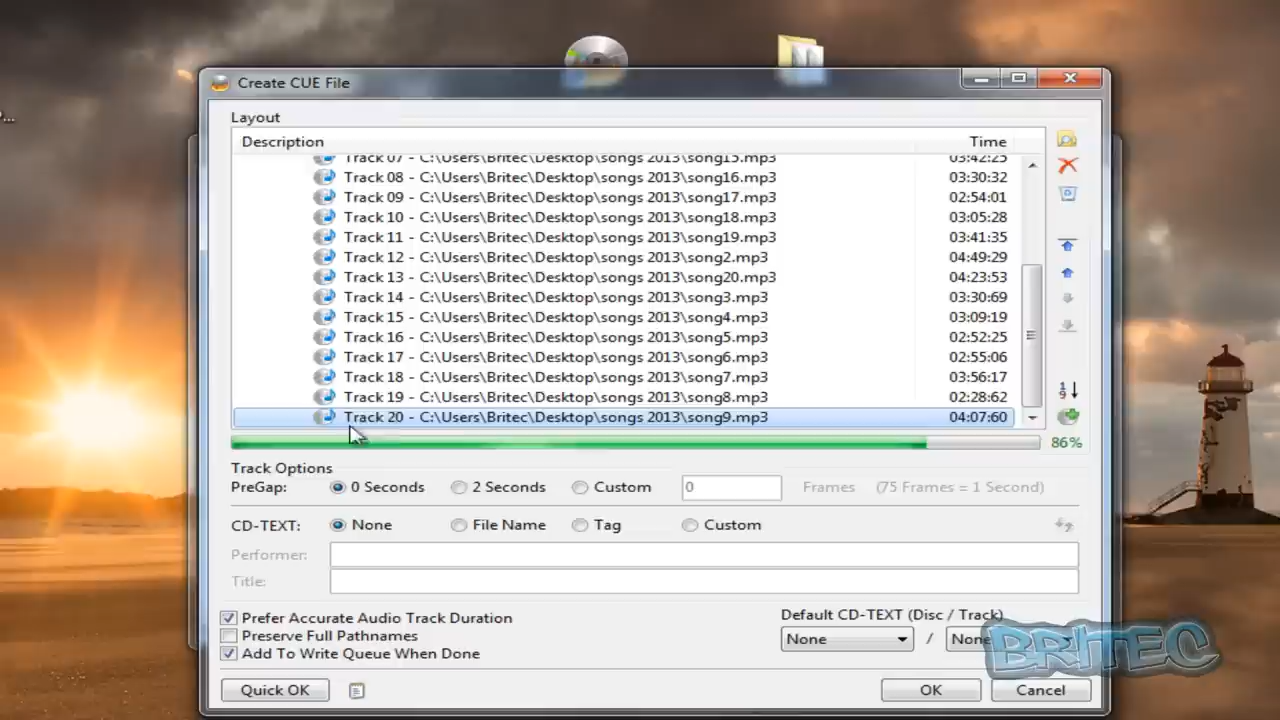 Create CUE File
Layout
Description Time
Track 07 - C:\Users\Britec\Desktop\songs 2013\song15.mp3 03:42:25
Track 08 - C:\Users\Britec\Desktop\songs 2013\song16.mp3 03:30:32
Track 09 - C:\Users\Britec\Desktop\songs 2013\song17.mp3 02:54:01
Track 10 - C:\Users\Britec\Desktop\songs 2013\song18.mp3 03:05:28
Track 11 - C:\Users\Britec\Desktop\songs 2013\song19.mp3 03:41:35
Track 12 - C:\Users\Britec\Desktop\songs 2013\song2.mp3 04:49:29
Track 13 - C:\Users\Britec\Desktop\songs 2013\song20.mp3 04:23:53
Track 14 - C:\Users\Britec\Desktop\songs 2013\song3.mp3 03:30:69
Track 15 - C:\Users\Britec\Desktop\songs 2013\song4.mp3 03:09:19
Track 16 - C:\Users\Britec\Desktop\songs 2013\song5.mp3 02:52:25
Track 17 - C:\Users\Britec\Desktop\songs 2013\song6.mp3 02:55:06
Track 18 - C:\Users\Britec\Desktop\songs 2013\song7.mp3 03:56:17
Track 19 - C:\Users\Britec\Desktop\songs 2013\song8.mp3 02:28:62
Track 20 - C:\Users\Britec\Desktop\songs 2013\song9.mp3 04:07:60
86%
Track Options
PreGap: 0 Seconds 2 Seconds Custom 0 Frames (75 Frames = 1 Second)
CD-TEXT: None File Name Tag Custom
Performer:
Title:
Prefer Accurate Audio Track Duration
Preserve Full Pathnames
Add To Write Queue When Done
Default CD-TEXT (Disc / Track)
None / None
BRITEC
Quick OK OK Cancel